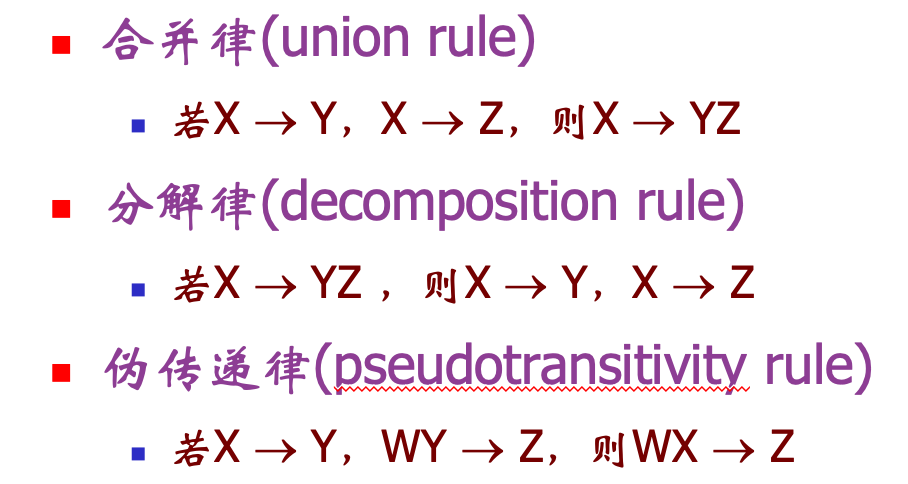 合并律(union rule)
若X → Y，X → Z，则X → YZ
分解律(decomposition rule)
若X → YZ ，则X → Y，X → Z
伪传递律(pseudotransitivity rule)
若X → Y，WY → Z，则WX → Z